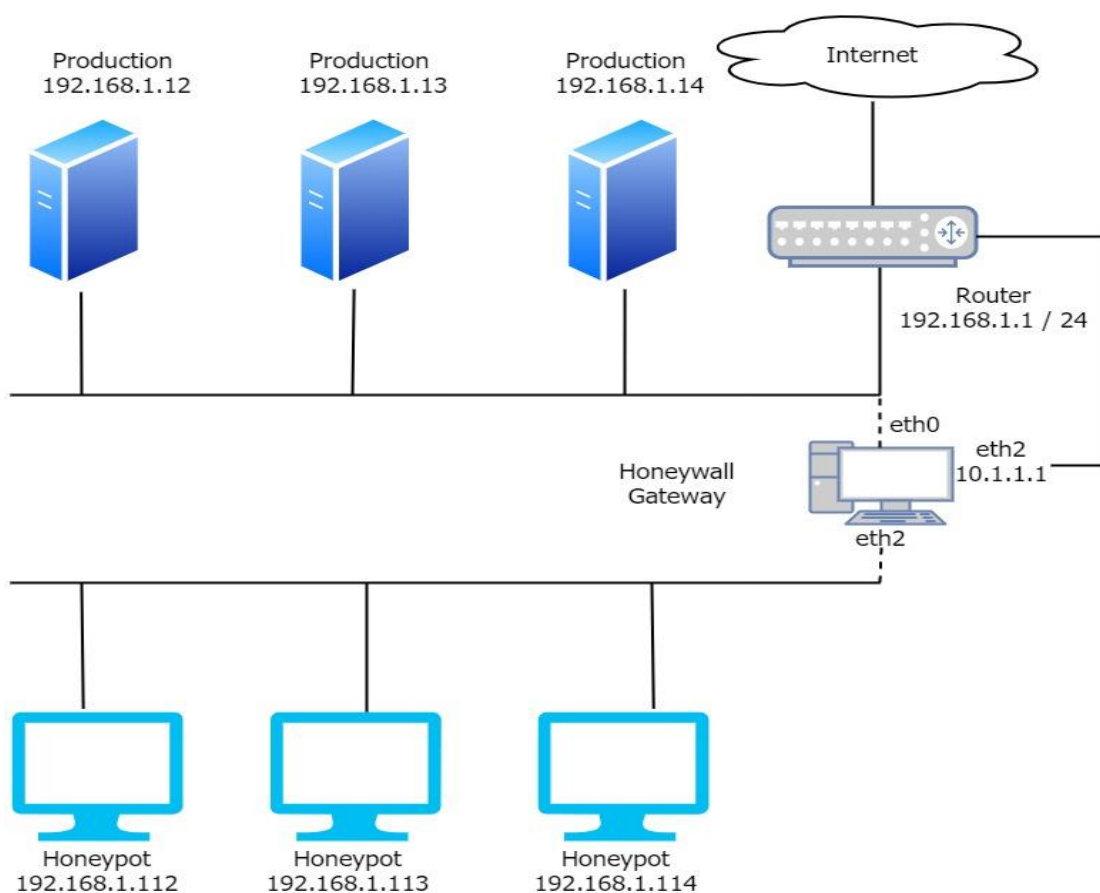 Production
192.168.1.12
Production
192.168.1.13
Production
192.168.1.14
Internet
Router
192.168.1.1 / 24
eth0
eth2
10.1.1.1
Honeywall
Gateway
eth2
Honeypot
192.168.1.112
Honeypot
192.168.1.113
Honeypot
192.168.1.114